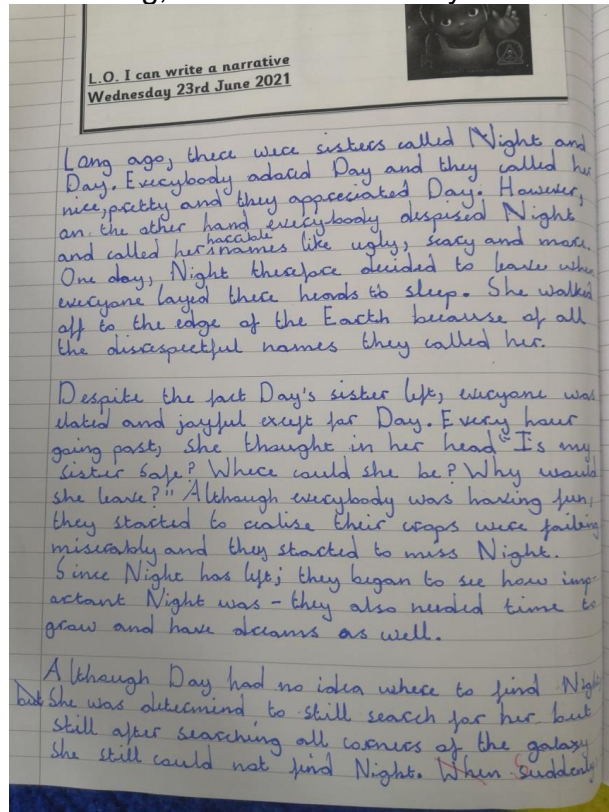 L.O. I can write a narrative
Wednesday 23rd June 2021
Long ago, there were sisters called Night and
Day. Everybody adored Day and they called her
nice, pretty and they appreciated Day. However,
on the other hand everybody despised Night
and called her horrible names like ugly, scary and more.
One day, Night therefore decided to leave when
everyone layed there heads to sleep. She walked
off to the edge of the Earth because of all
the disrespectful names they called her.
Despite the fact Day's sister left, everyone was
elated and joyful except for Day. Every hour
going past, she thought in her head "Is my
sister safe? Where could she be? Why would
she leave?" Although everybody was having fun,
they started to realise their crops were failing
miserably and they started to miss Night.
Since Night has left; they began to see how imp-
ortant Night was - they also needed time to
grow and have dreams as well.
Although Day had no idea where to find Night
but She was determind to still search for her but
still after searching all corners of the galaxy
She still could not find Night. When Suddenly